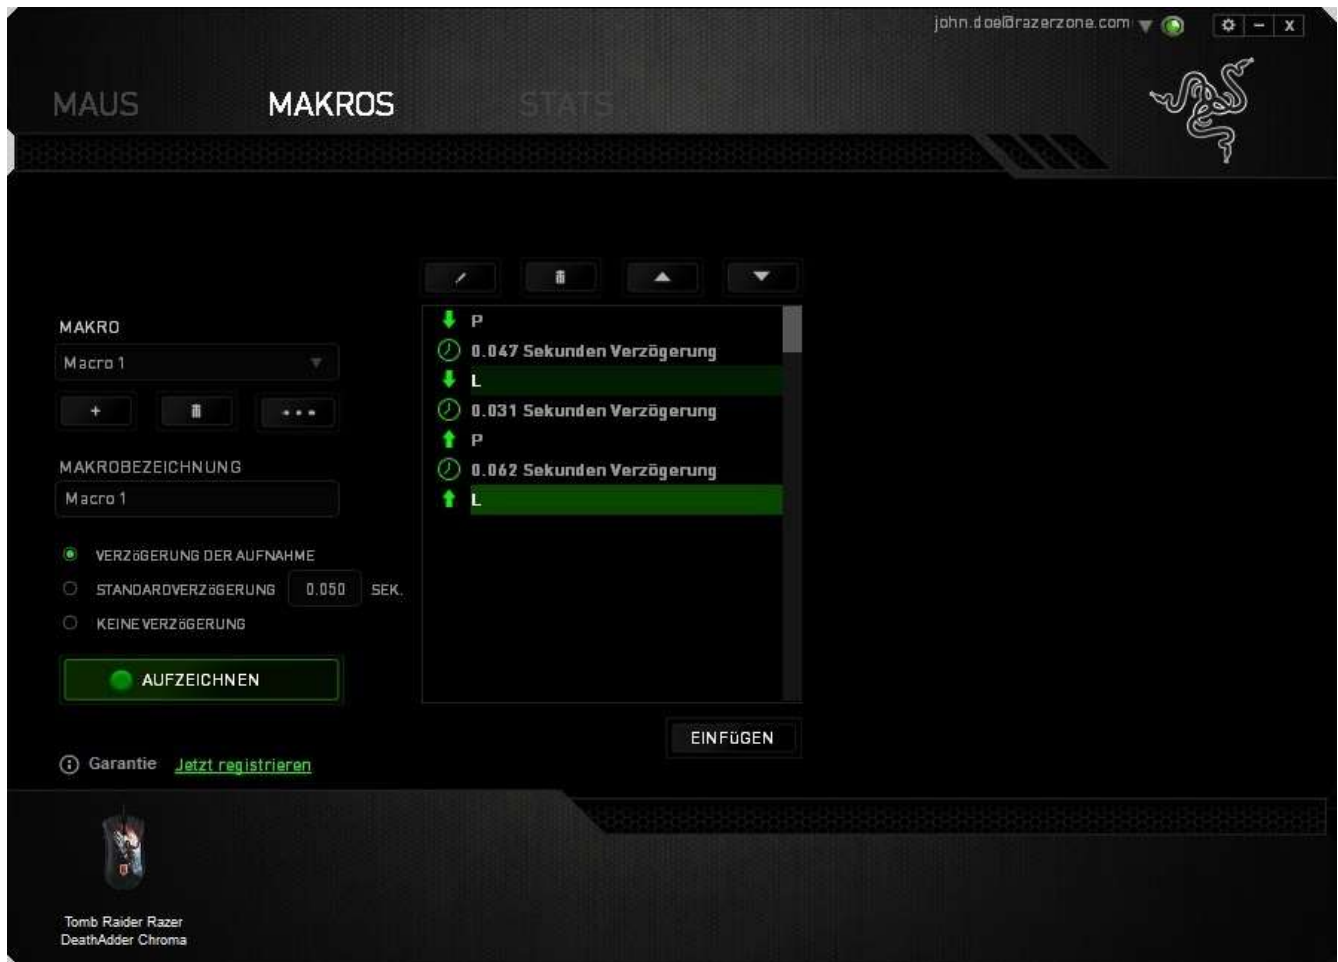 john.doe@razerzone.com
MAUS MAKROS STATS
MAKRO
Macro 1
MAKROBEZEICHNUNG
Macro 1
VERZöGERUNG DER AUFNAHME
STANDARDVERZöGERUNG 0.050 SEK.
KEINE VERZöGERUNG
AUFZEICHNEN
P
0.047 Sekunden Verzögerung
L
0.031 Sekunden Verzögerung
P
0.062 Sekunden Verzögerung
L
EINFüGEN
Garantie Jetzt registrieren
Tomb Raider Razer
DeathAdder Chroma